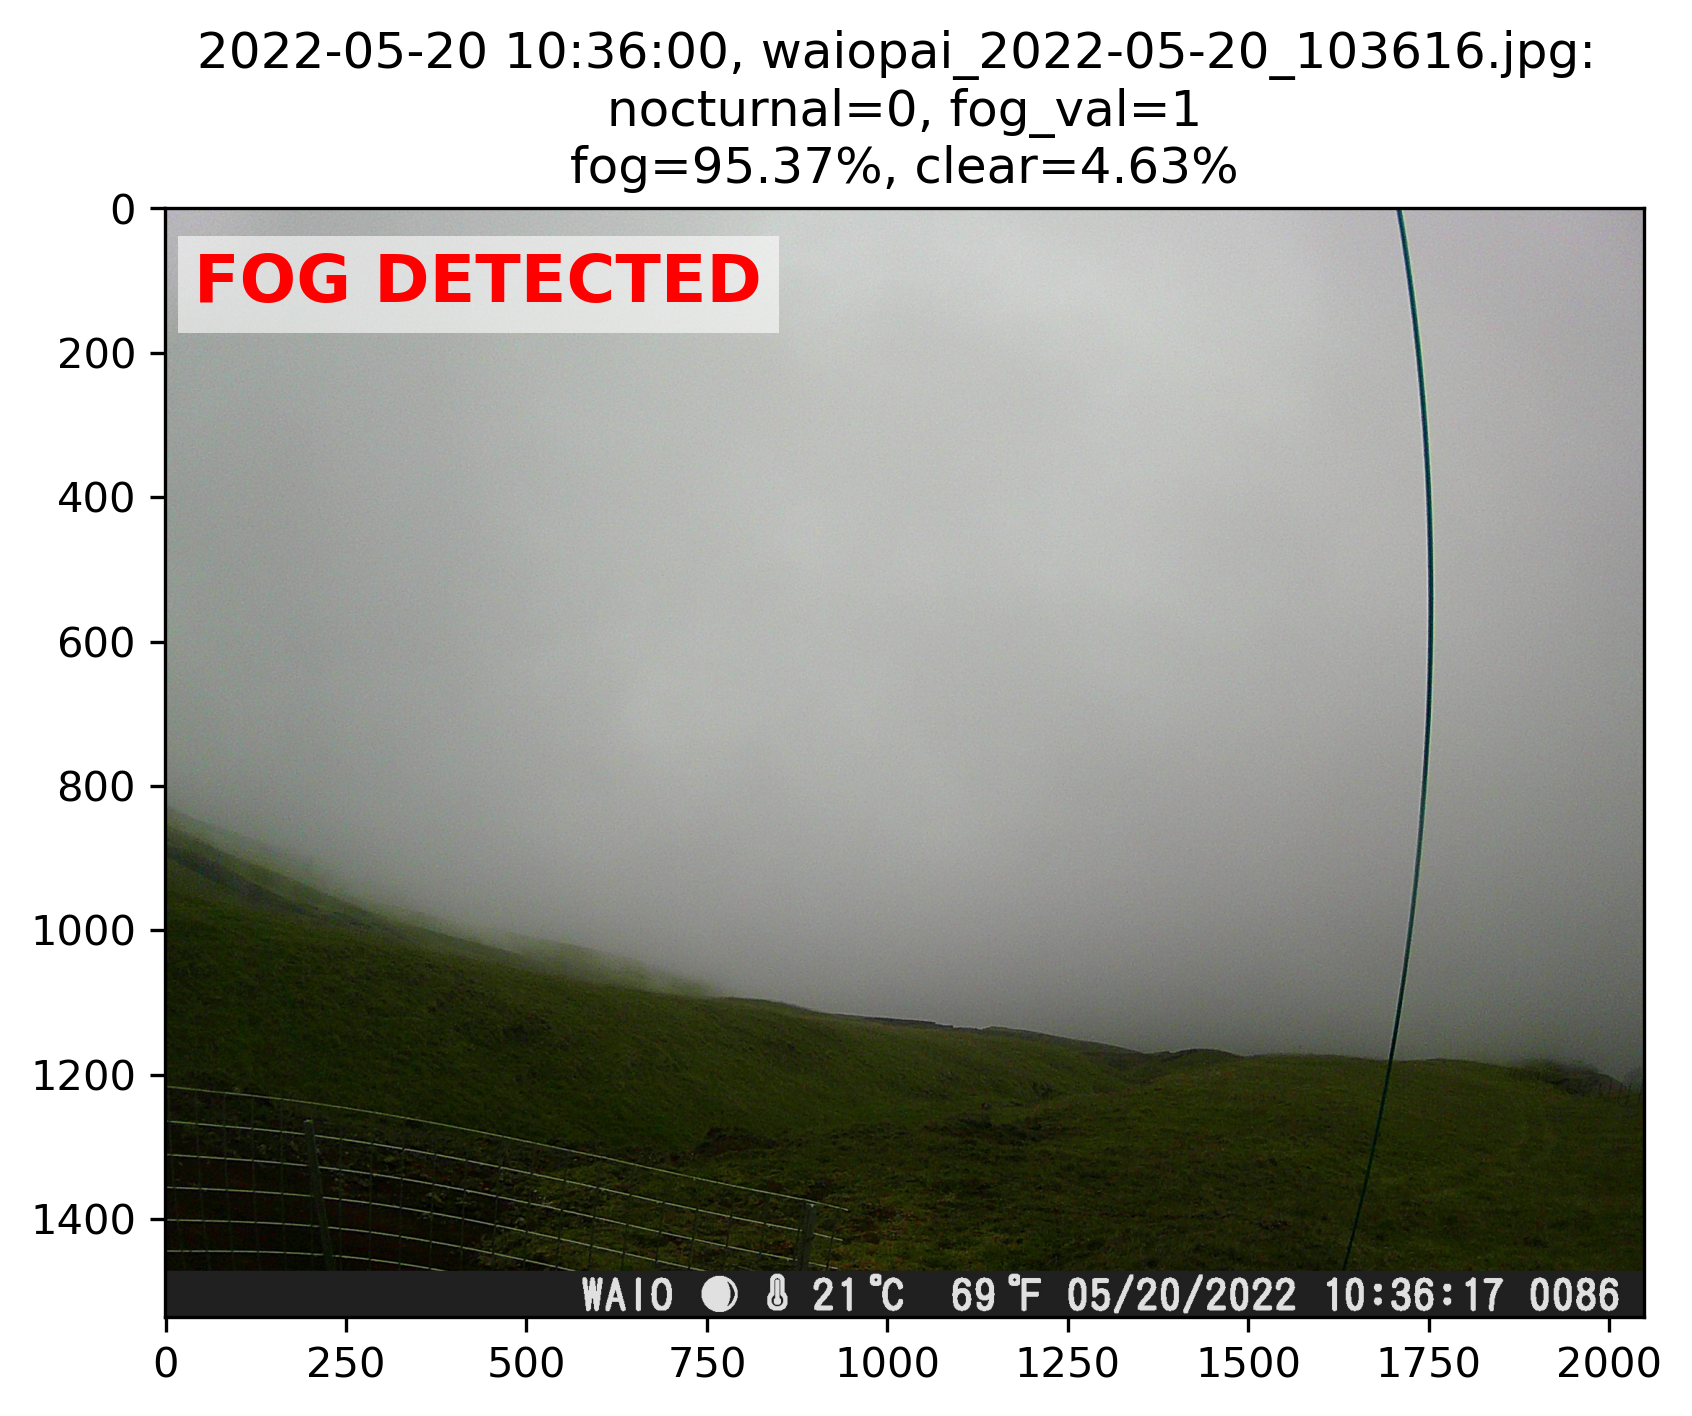 2022-05-20 10:36:00, waiopai_2022-05-20_103616.jpg:
nocturnal=0, fog_val=1
fog=95.37%, clear=4.63%
FOG DETECTED
0
200
400
600
800
1000
1200
1400
WAIO 21°C 69°F 05/20/2022 10:36:17 0086
0 250 500 750 1000 1250 1500 1750 2000